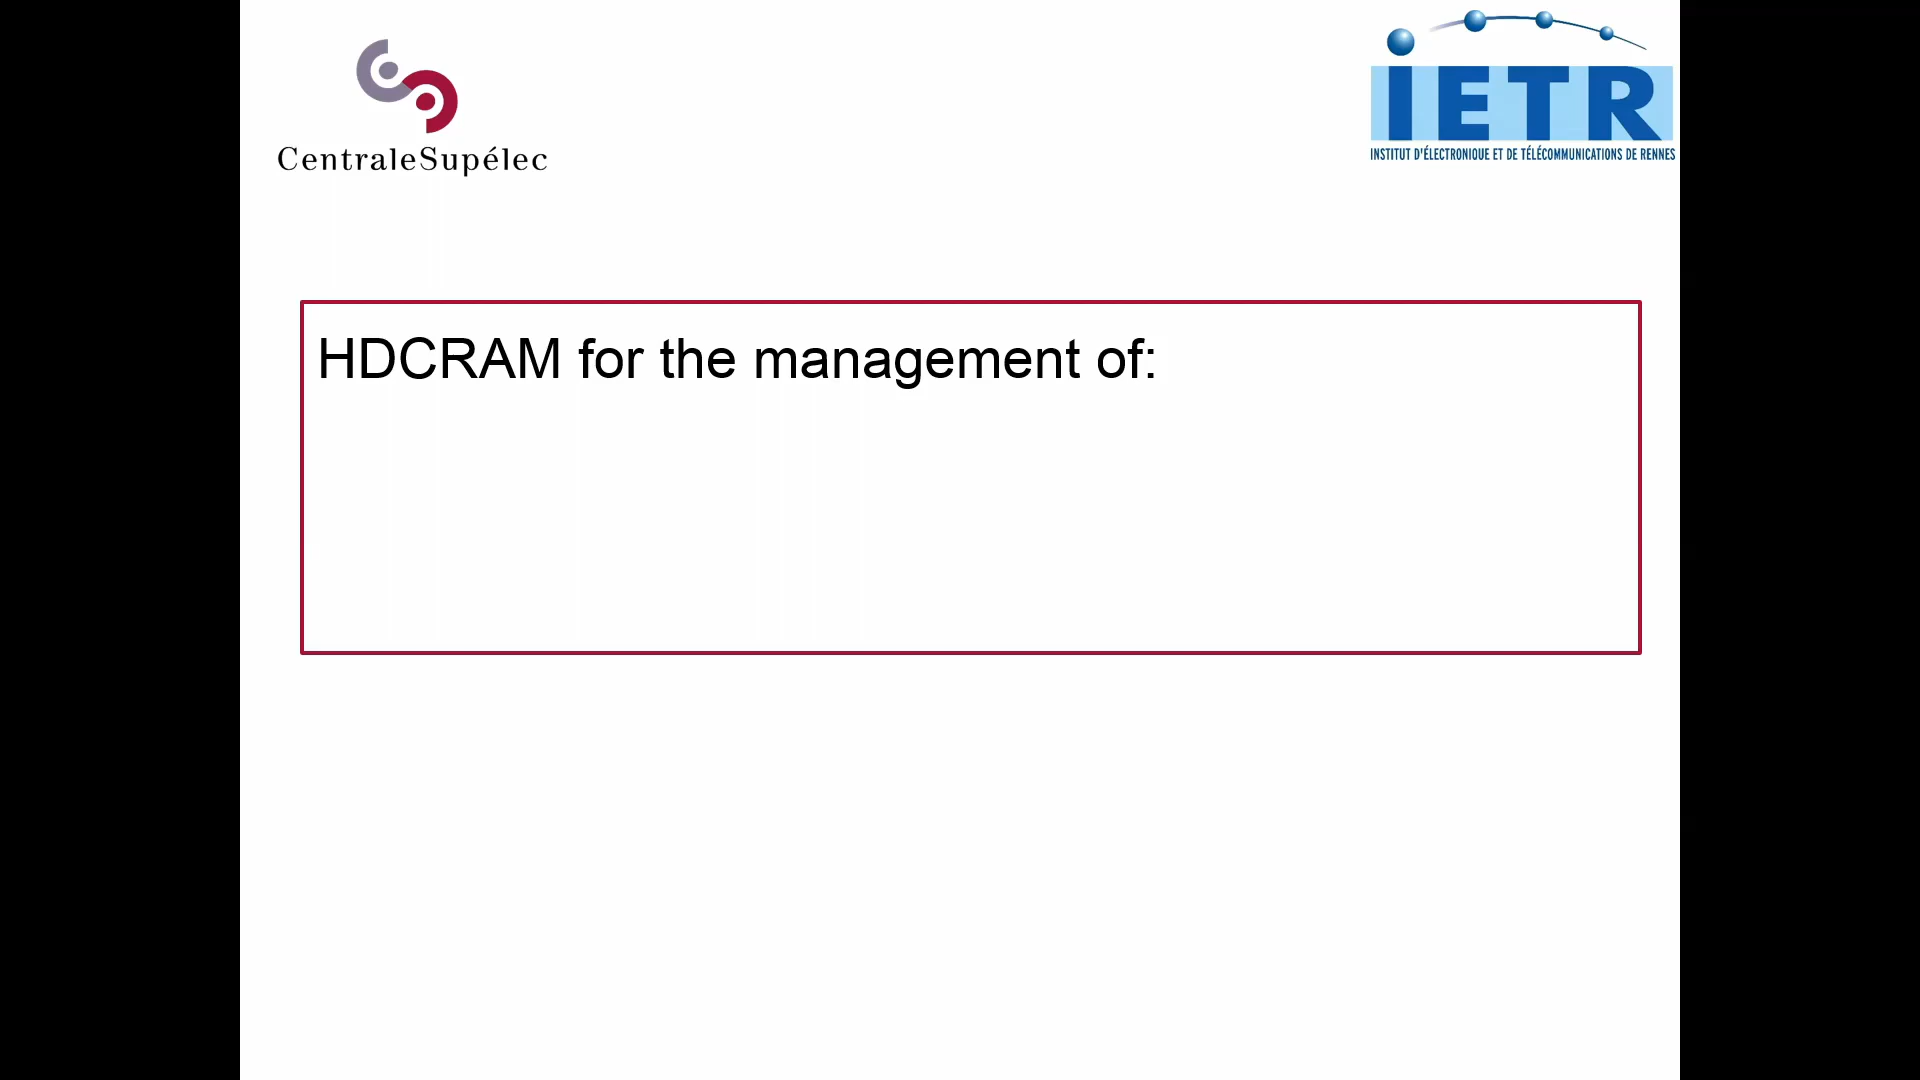 CentraleSupélec
iETR
INSTITUT D'ÉLECTRONIQUE ET DE TÉLÉCOMMUNICATIONS DE RENNES
HDCRAM for the management of: